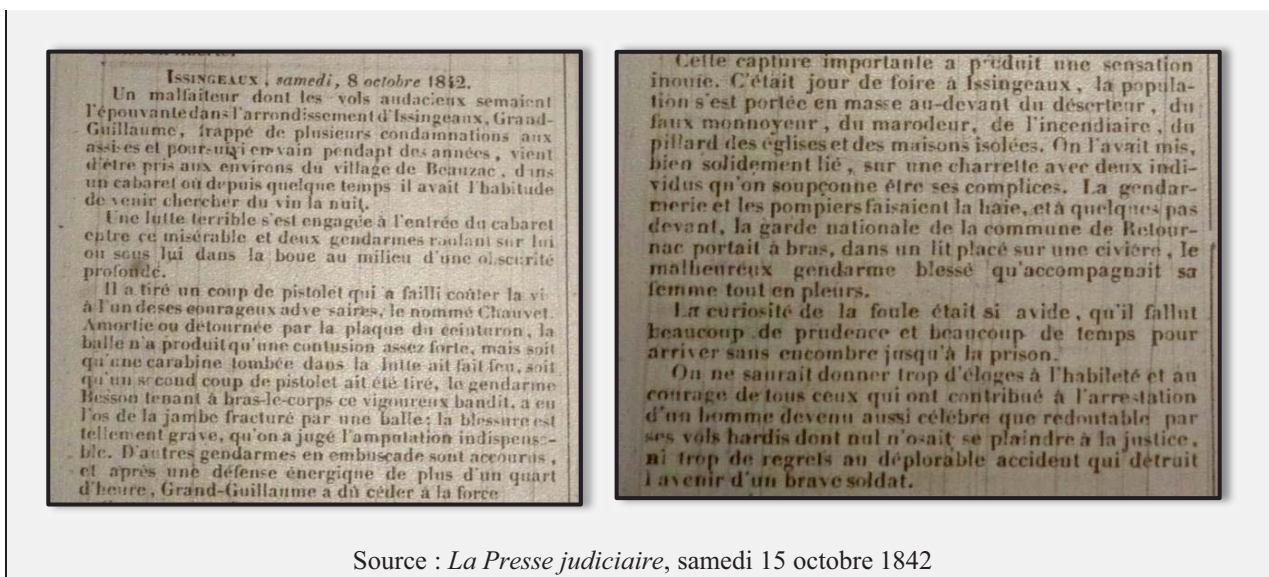 ISSINGEAUX, samedi, 8 octobre 1842.
Un malfaiteur dont les vols audacieux semaient
l'épouvante dans l'arrondissement d'Issingeaux, Grand-
Guillaume, frappé de plusieurs condamnations aux
assises et poursuivi en vain pendant des années, vient
d'être pris aux environs du village de Beauzac, dans
un cabaret où depuis quelque temps il avait l'habitude
de venir chercher du vin la nuit.
Une lutte terrible s'est engagée à l'entrée du cabaret
entre ce misérable et deux gendarmes roulant sur lui
ou sous lui dans la boue au milieu d'une obscurité
profonde.
Il a tiré un coup de pistolet qui a failli coûter la vi
à l'un de ses courageux adve saires, le nommé Chauvet.
Amortie ou détournée par la plaque du ceinturon, la
balle n'a produit qu'une contusion assez forte, mais soit
qu'une carabine tombée dans la lutte ait fait feu, soit
qu'un second coup de pistolet ait été tiré, le gendarme
Besson tenant à bras-le-corps ce vigoureux bandit, a eu
l'os de la jambe fracturé par une balle; la blessure est
tellement grave, qu'on a jugé l'amputation indispensa-
ble. D'autres gendarmes en embuscade sont accourus,
et après une défense énergique de plus d'un quart
d'heure, Grand-Guillaume a dû céder à la force
Cette capture importante a produit une sensation
inouïe. C'était jour de foire à Issingeaux, la popula-
tion s'est portée en masse au-devant du déserteur, du
faux monnoyeur, du marodeur, de l'incendiaire, du
pillard des églises et des maisons isolées. On l'avait mis,
bien solidement lié, sur une charrette avec deux indi-
vidus qu'on soupçonne être ses complices. La gendar-
merie et les pompiers faisaient la haie, et à quelques pas
devant, la garde nationale de la commune de Retour-
nac portait à bras, dans un lit placé sur une civière, le
malheureux gendarme blessé qu'accompagnait sa
femme tout en pleurs.
La curiosité de la foule était si avide, qu'il fallut
beaucoup de prudence et beaucoup de temps pour
arriver sans encombre jusqu'à la prison.
On ne saurait donner trop d'éloges à l'habileté et au
courage de tous ceux qui ont contribué à l'arrestation
d'un homme devenu aussi célèbre que redoutable par
ses vols hardis dont nul n'osait se plaindre à la justice,
ni trop de regrets au déplorable accident qui détruit
l'avenir d'un brave soldat.
Source : La Presse judiciaire, samedi 15 octobre 1842